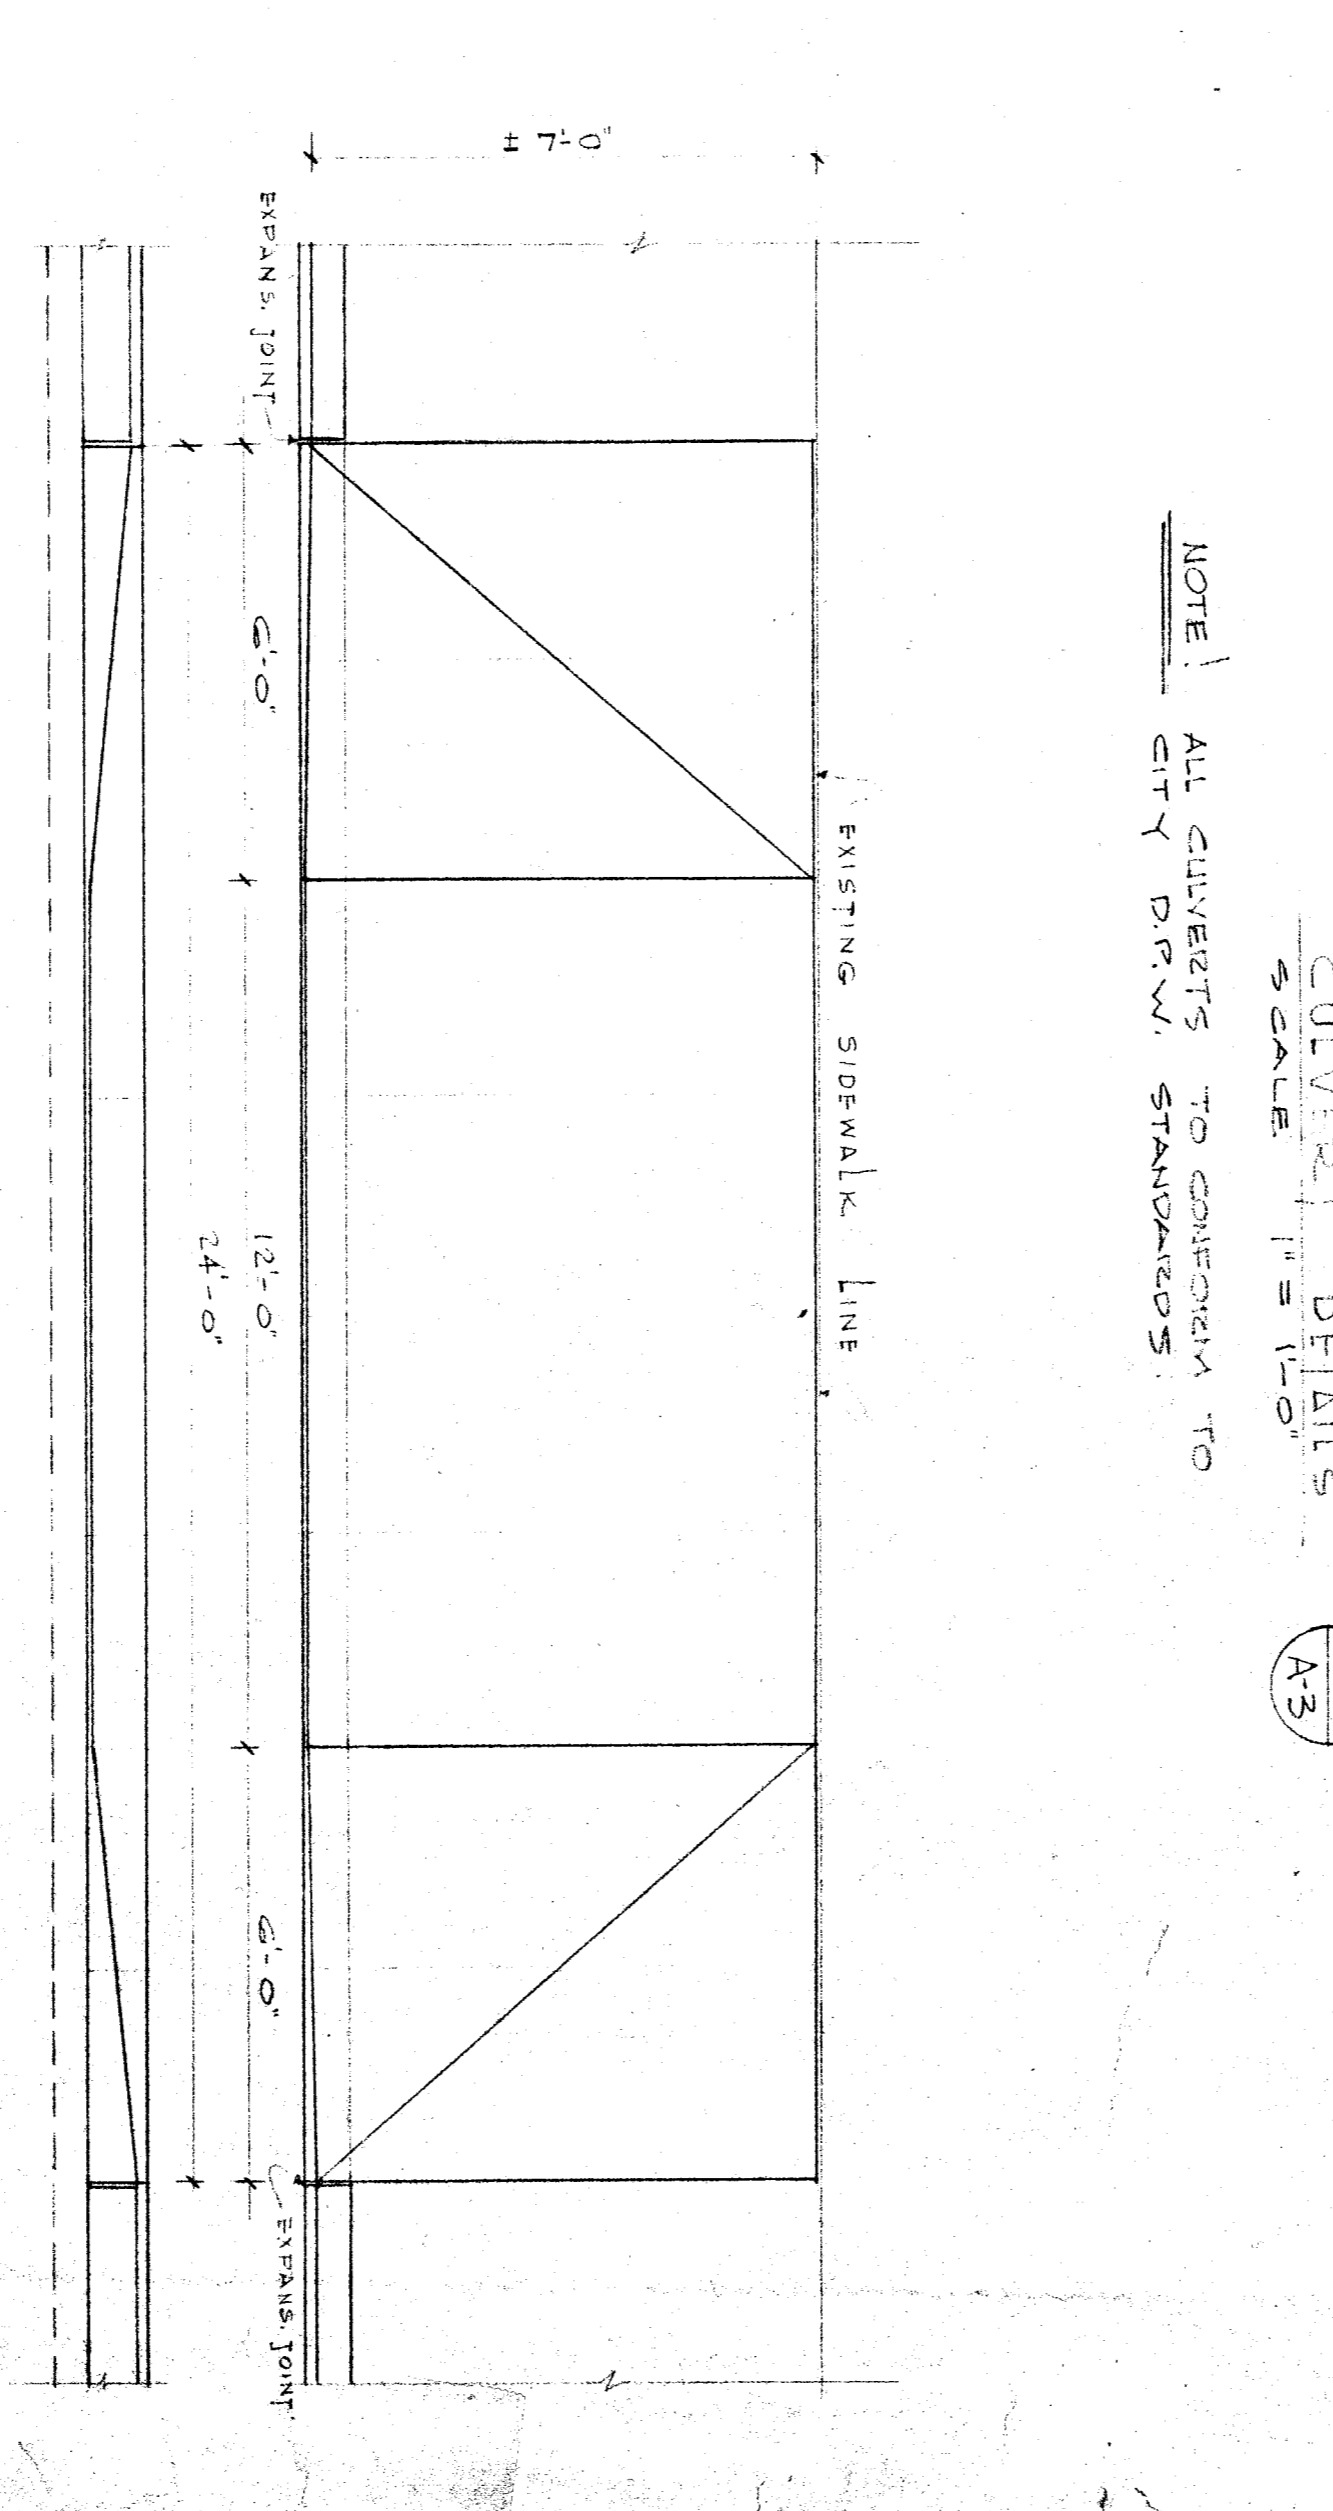 CULVERT DETAILS
SCALE 1" = 1'-0"
A-3
NOTE! ALL CULVERTS TO CONFORM TO
CITY D.P.W. STANDARDS.
EXISTING SIDEWALK LINE
± 7'-0"
EXPANS. JOINT
EXPANS. JOINT
6'-0"
12'-0"
6'-0"
24'-0"